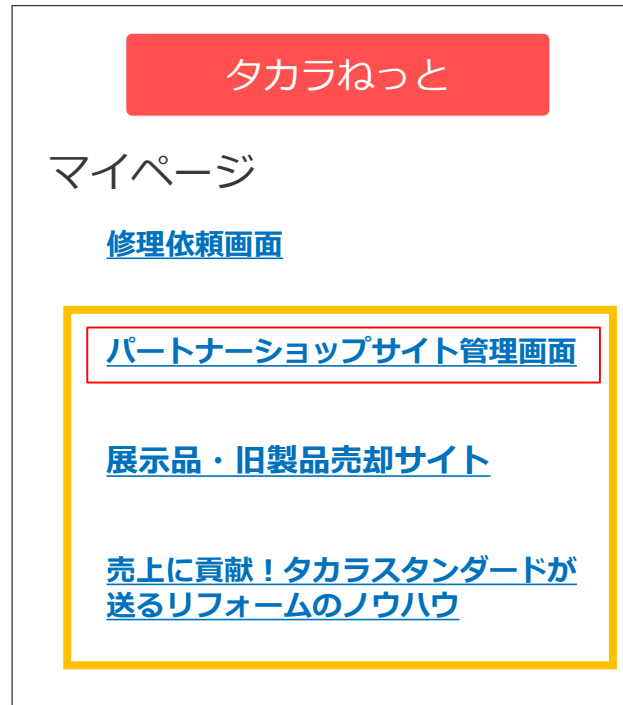 タカラねっと
マイページ
修理依頼画面
パートナーショップサイト管理画面
展示品・旧製品売却サイト
売上に貢献！タカラスタンダードが
送るリフォームのノウハウ